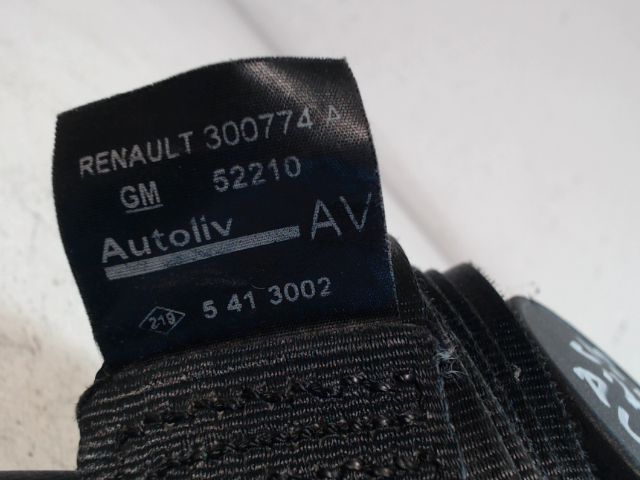 RENAULT 300774 A
GM 52210
Autoliv AV
219 5 41 3002